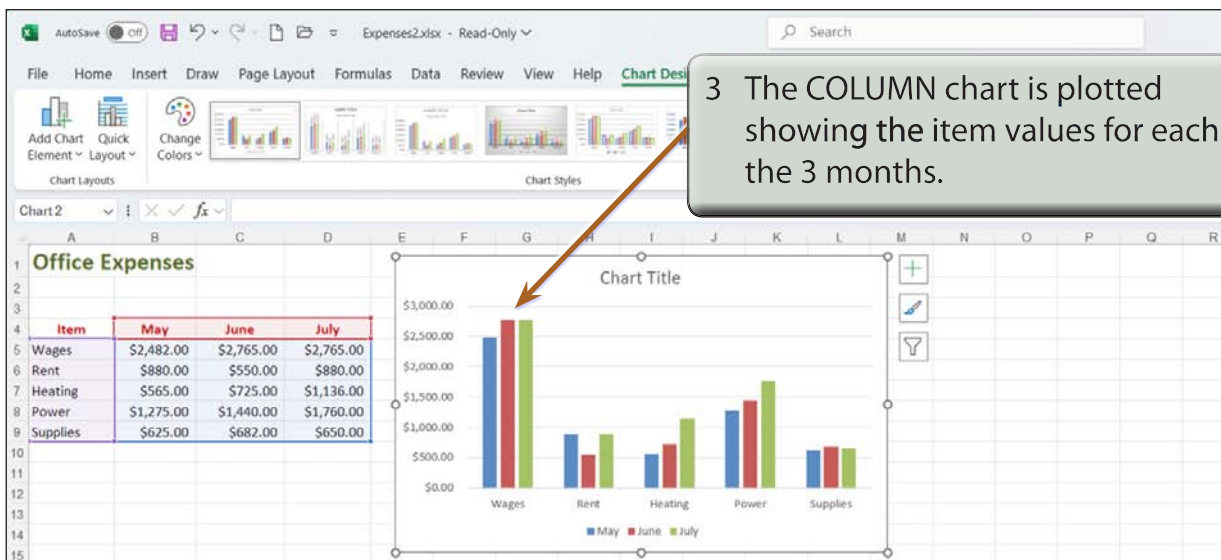 AutoSave Off Expenses2.xlsx - Read-Only Search
File Home Insert Draw Page Layout Formulas Data Review View Help Chart Desi
3 The COLUMN chart is plotted
showing the item values for each
the 3 months.
Add Chart Quick Change
Element Layout Colors
Chart Layouts Chart Styles
Chart 2 fx
A B C D E F G H I J K L M N O P Q R
1 Office Expenses
2
3
4 Item May June July
5 Wages $2,482.00 $2,765.00 $2,765.00
6 Rent $880.00 $550.00 $880.00
7 Heating $565.00 $725.00 $1,136.00
8 Power $1,275.00 $1,440.00 $1,760.00
9 Supplies $625.00 $682.00 $650.00
10
11
12
13
14
15
Chart Title
$3,000.00
$2,500.00
$2,000.00
$1,500.00
$1,000.00
$500.00
$0.00
Wages Rent Heating Power Supplies
May June July